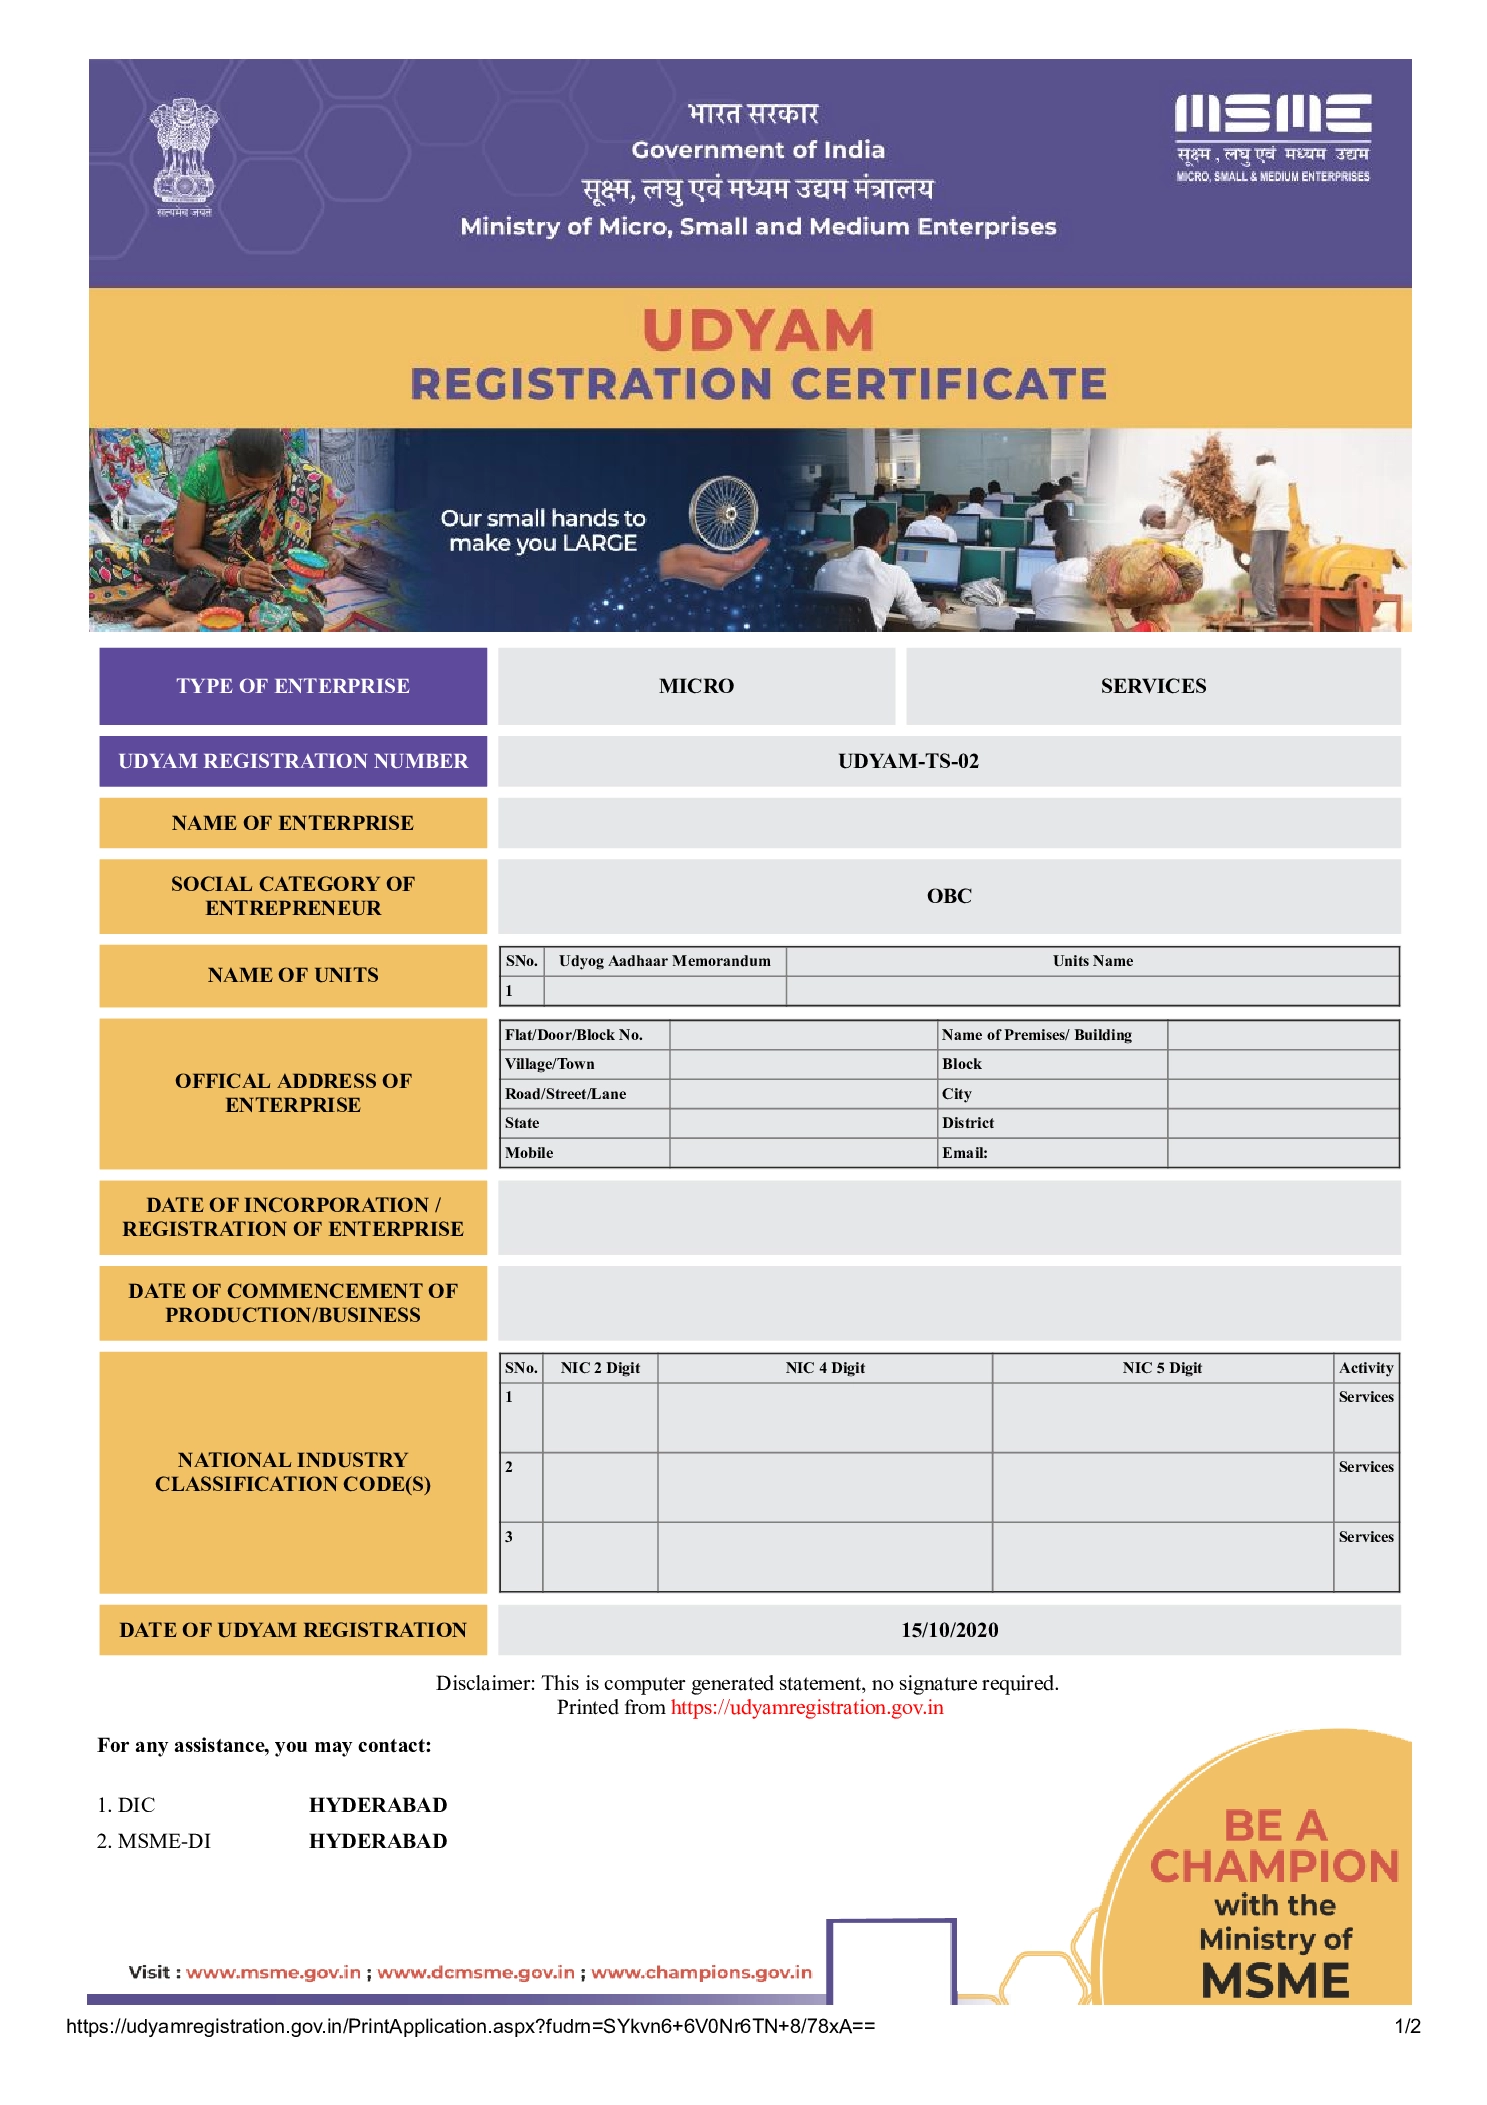 भारत सरकार
Government of India
सूक्ष्म, लघु एवं मध्यम उद्यम मंत्रालय
Ministry of Micro, Small and Medium Enterprises
सत्यमेव जयते
MSME
सूक्ष्म , लघु एवं मध्यम उद्यम
MICRO, SMALL & MEDIUM ENTERPRISES
UDYAM
REGISTRATION CERTIFICATE
Our small hands to
make you LARGE
TYPE OF ENTERPRISE MICRO SERVICES
UDYAM REGISTRATION NUMBER UDYAM-TS-02
NAME OF ENTERPRISE
SOCIAL CATEGORY OF
ENTREPRENEUR
OBC
NAME OF UNITS
SNo. Udyog Aadhaar Memorandum Units Name
1
OFFICAL ADDRESS OF
ENTERPRISE
Flat/Door/Block No. Name of Premises/ Building
Village/Town Block
Road/Street/Lane City
State District
Mobile Email:
DATE OF INCORPORATION /
REGISTRATION OF ENTERPRISE
DATE OF COMMENCEMENT OF
PRODUCTION/BUSINESS
NATIONAL INDUSTRY
CLASSIFICATION CODE(S)
SNo. NIC 2 Digit NIC 4 Digit NIC 5 Digit Activity
1 Services
2 Services
3 Services
DATE OF UDYAM REGISTRATION 15/10/2020
Disclaimer: This is computer generated statement, no signature required.
Printed from https://udyamregistration.gov.in
For any assistance, you may contact:
1. DIC HYDERABAD
2. MSME-DI HYDERABAD
BE A
CHAMPION
with the
Ministry of
MSME
Visit : www.msme.gov.in ; www.dcmsme.gov.in ; www.champions.gov.in
https://udyamregistration.gov.in/PrintApplication.aspx?fudrn=SYkvn6+6V0Nr6TN+8/78xA== 1/2